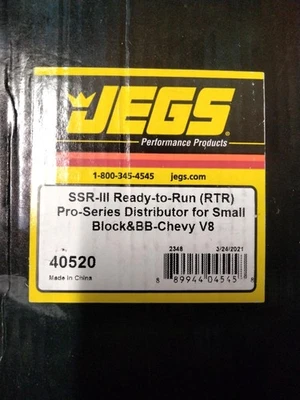 JEGS
Performance Products
1-800-345-4545 jegs.com
SSR-III Ready-to-Run (RTR)
Pro-Series Distributor for Small
Block&BB-Chevy V8
40520
Made in China
2348 3/24/2021
8 89944 04545